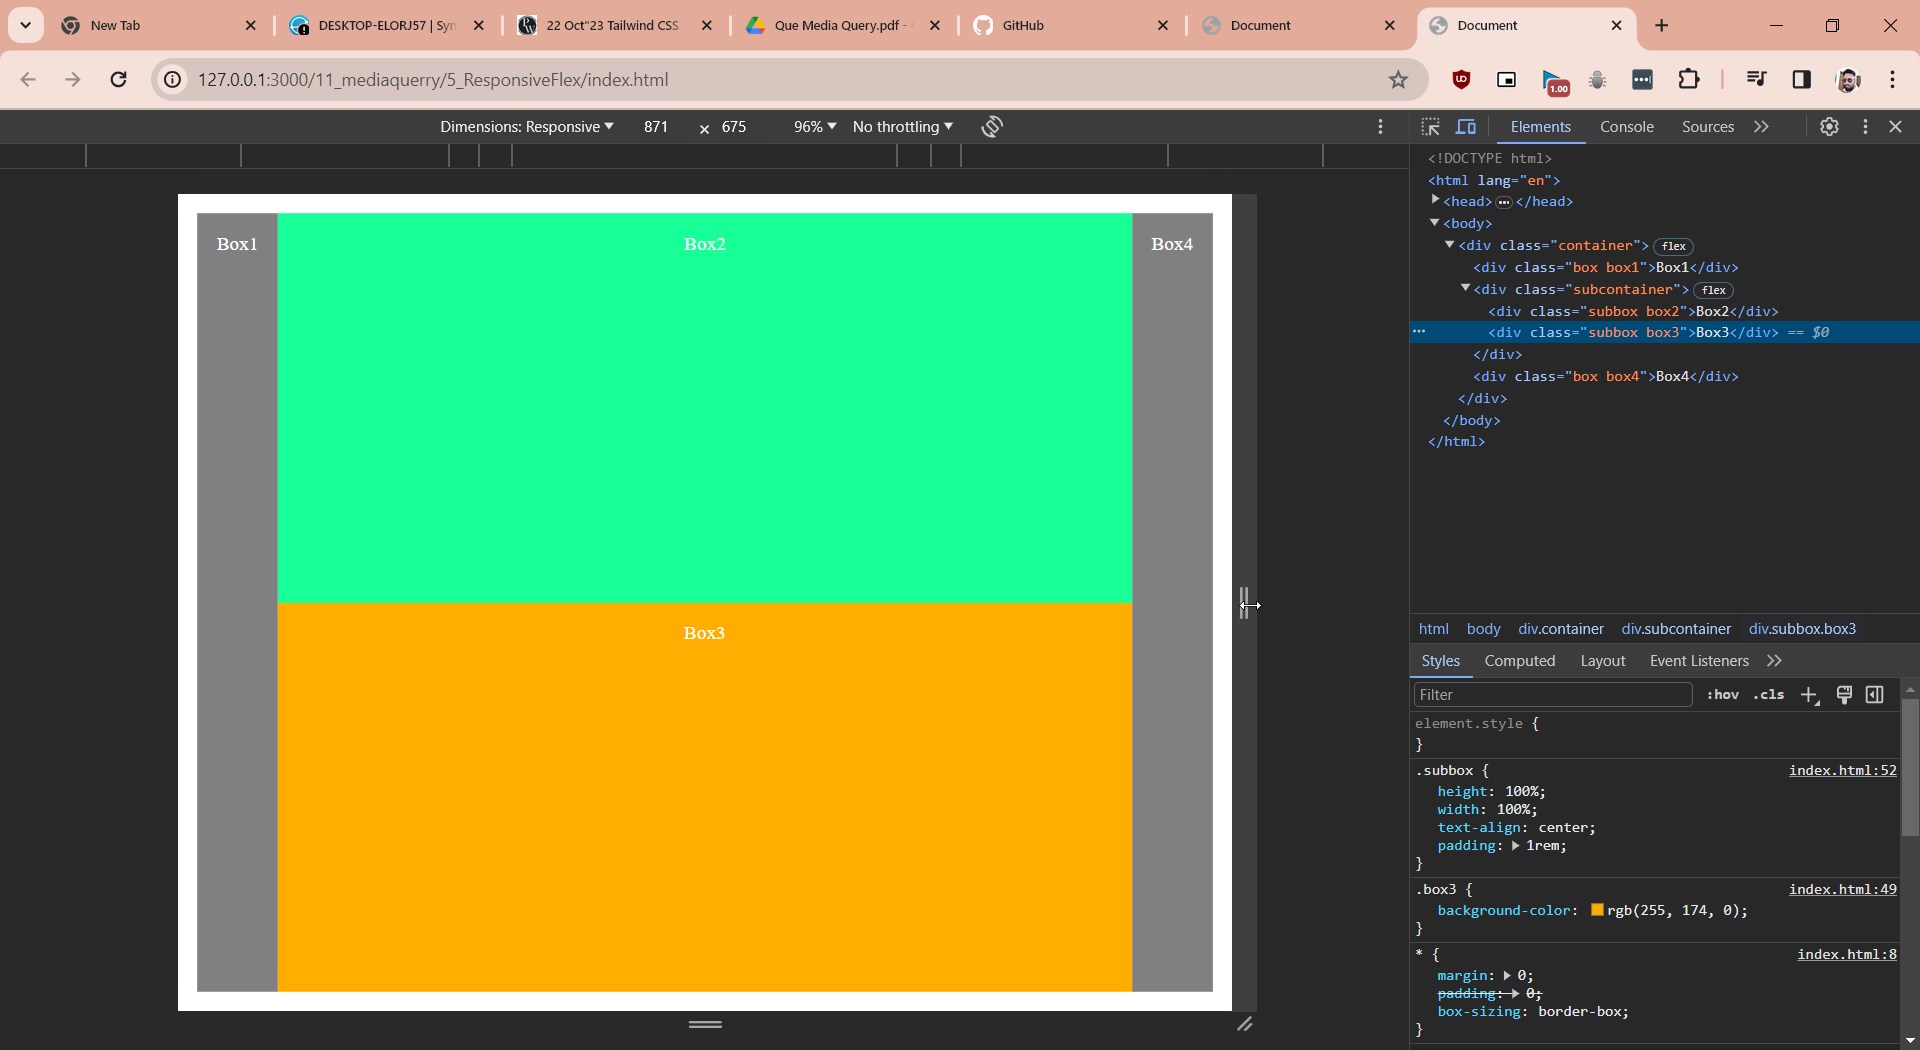 New Tab
DESKTOP-ELORJ57 | Syn
22 Oct"23 Tailwind CSS
Que Media Query.pdf -
GitHub
Document
Document
127.0.0.1:3000/11_mediaquerry/5_ResponsiveFlex/index.html
1.00
Dimensions: Responsive
871 × 675
96%
No throttling
Elements
Console
Sources
Box1
Box2
Box4
Box3
<!DOCTYPE html>
<html lang="en">
<head>…</head>
<body>
<div class="container"> flex
<div class="box box1">Box1</div>
<div class="subcontainer"> flex
<div class="subbox box2">Box2</div>
<div class="subbox box3">Box3</div> == $0
</div>
<div class="box box4">Box4</div>
</div>
</body>
</html>
html body div.container div.subcontainer div.subbox.box3
Styles Computed Layout Event Listeners
Filter :hov .cls
element.style {
}
.subbox { index.html:52
height: 100%;
width: 100%;
text-align: center;
padding: 1rem;
}
.box3 { index.html:49
background-color: rgb(255, 174, 0);
}
* { index.html:8
margin: 0;
padding: 0;
box-sizing: border-box;
}